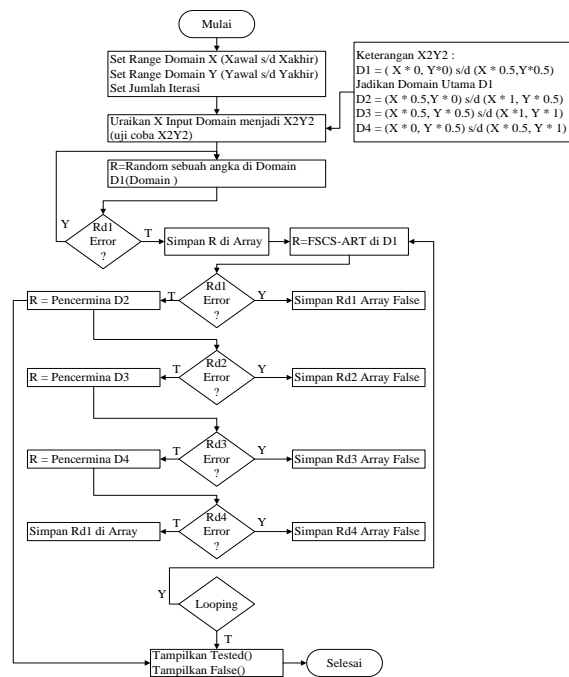 Mulai
Set Range Domain X (Xawal s/d Xakhir)
Set Range Domain Y (Yawal s/d Yakhir)
Set Jumlah Iterasi
Keterangan X2Y2 :
D1 = ( X * 0, Y*0) s/d (X * 0.5,Y*0.5)
Jadikan Domain Utama D1
D2 = (X * 0.5,Y * 0) s/d (X * 1, Y * 0.5)
D3 = (X * 0.5, Y * 0.5) s/d (X *1, Y * 1)
D4 = (X * 0, Y * 0.5) s/d (X * 0.5, Y * 1)
Uraikan X Input Domain menjadi X2Y2
(uji coba X2Y2)
R=Random sebuah angka di Domain
D1(Domain )
Y
Rd1
Error
?
T
Simpan R di Array
R=FSCS-ART di D1
R = Pencermina D2
T
Rd1
Error
?
Y
Simpan Rd1 Array False
R = Pencermina D3
T
Rd2
Error
?
Y
Simpan Rd2 Array False
R = Pencermina D4
T
Rd3
Error
?
Y
Simpan Rd3 Array False
Simpan Rd1 di Array
T
Rd4
Error
?
Y
Simpan Rd4 Array False
Y
Looping
T
Tampilkan Tested()
Tampilkan False()
Selesai